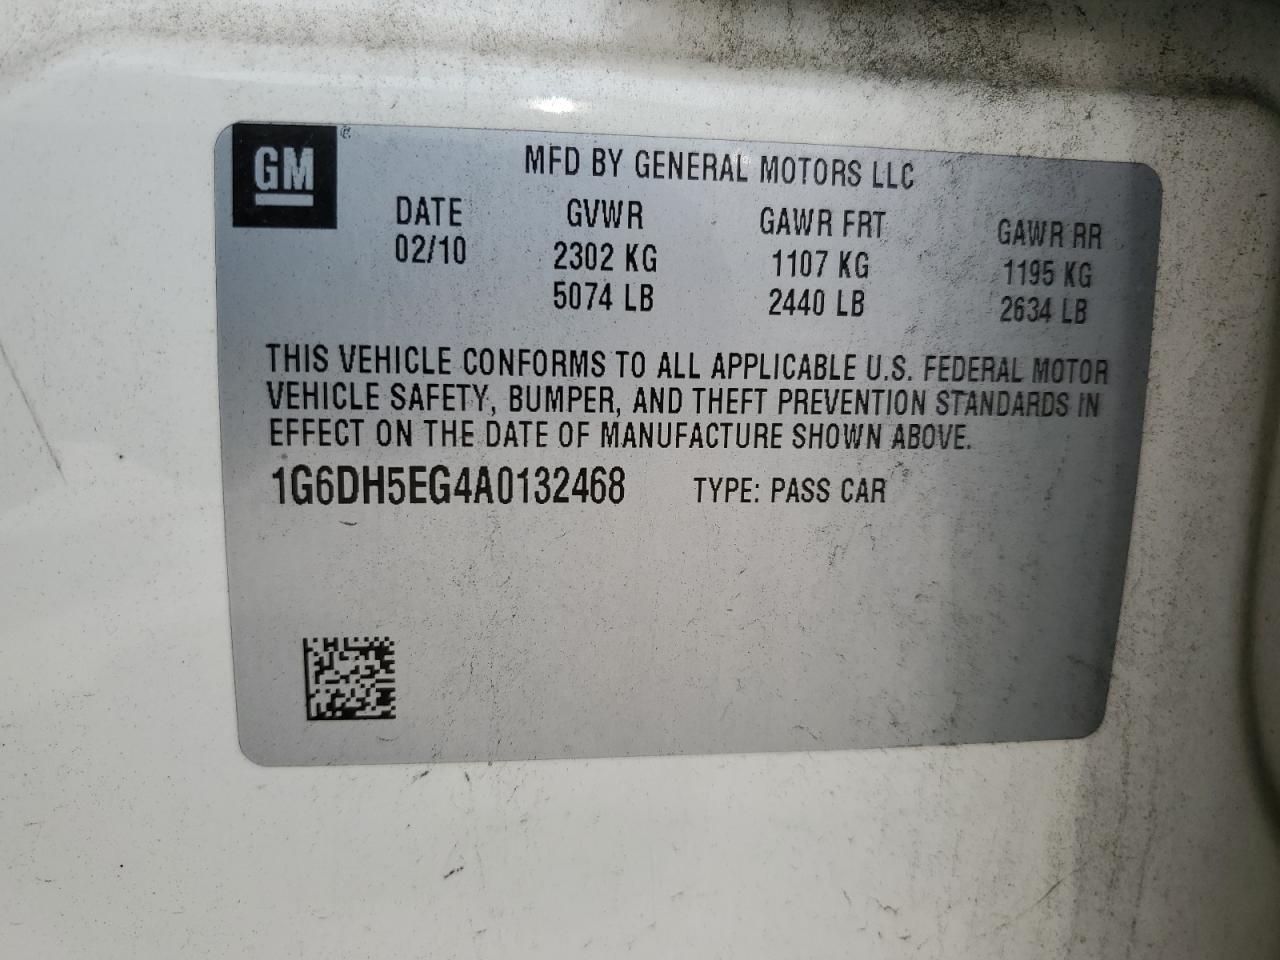 GM ®
MFD BY GENERAL MOTORS LLC
DATE GVWR GAWR FRT GAWR RR
02/10 2302 KG 1107 KG 1195 KG
5074 LB 2440 LB 2634 LB
THIS VEHICLE CONFORMS TO ALL APPLICABLE U.S. FEDERAL MOTOR
VEHICLE SAFETY, BUMPER, AND THEFT PREVENTION STANDARDS IN
EFFECT ON THE DATE OF MANUFACTURE SHOWN ABOVE.
1G6DH5EG4A0132468 TYPE: PASS CAR